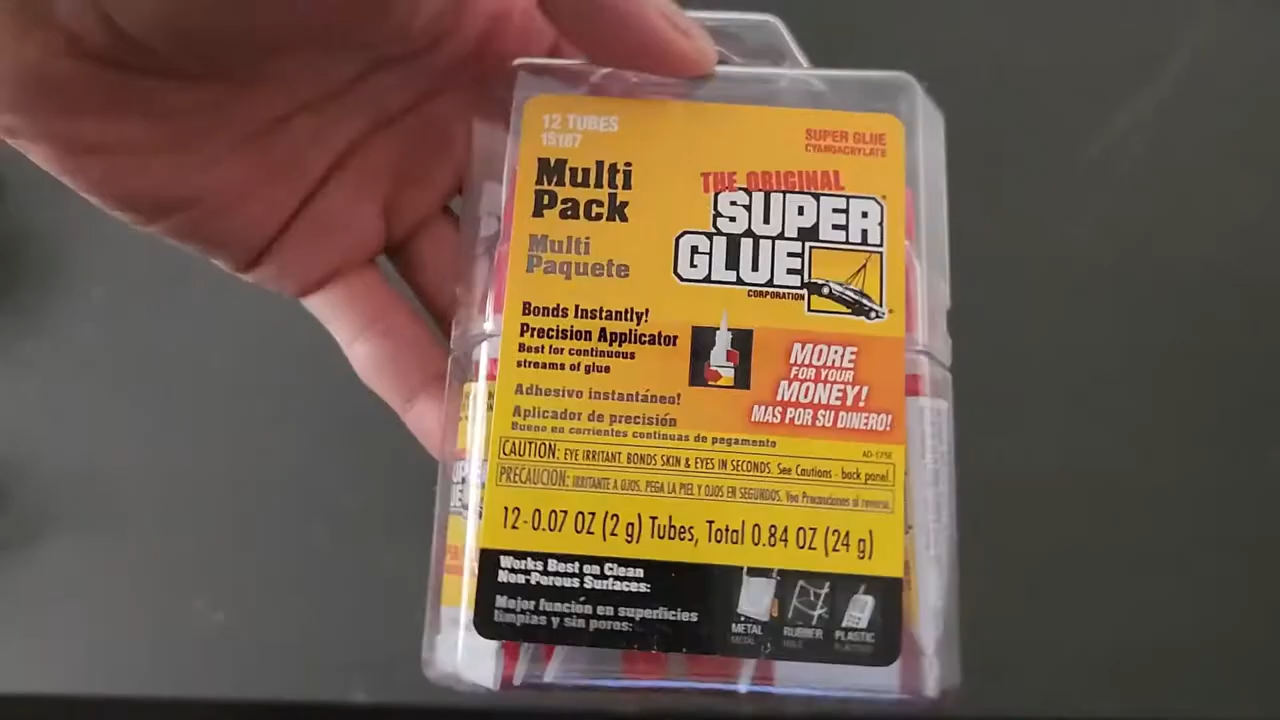 12 TUBES
15187
SUPER GLUE
CYANOACRYLATE
Multi
Pack
THE ORIGINAL
SUPER
GLUE
CORPORATION
Multi
Paquete
Bonds Instantly!
Precision Applicator
Best for continuous
streams of glue
MORE
FOR YOUR
MONEY!
MAS POR SU DINERO!
Adhesivo instantáneo!
Aplicador de precisión
Bueno en corrientes continuas de pegamento
CAUTION: EYE IRRITANT. BONDS SKIN & EYES IN SECONDS. See Cautions - back panel.
PRECAUCION: IRRITANTE A OJOS. PEGA LA PIEL Y OJOS EN SEGUNDOS. Vea Precauciones al reverso.
12-0.07 OZ (2 g) Tubes, Total 0.84 OZ (24 g)
Works Best on Clean
Non-Porous Surfaces:
Mejor función en superficies
limpias y sin poros:
METAL
METAL
RUBBER
HULE
PLASTIC